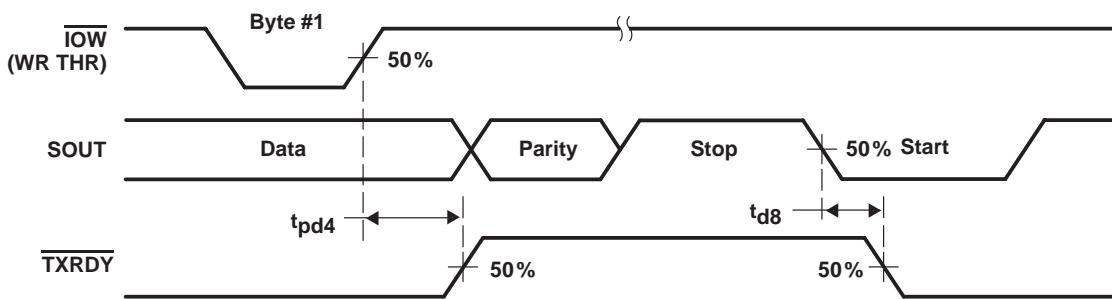 Byte #1
IOW
(WR THR)
50%
SOUT
Data
Parity
Stop
50% Start
tpd4
td8
TXRDY
50%
50%